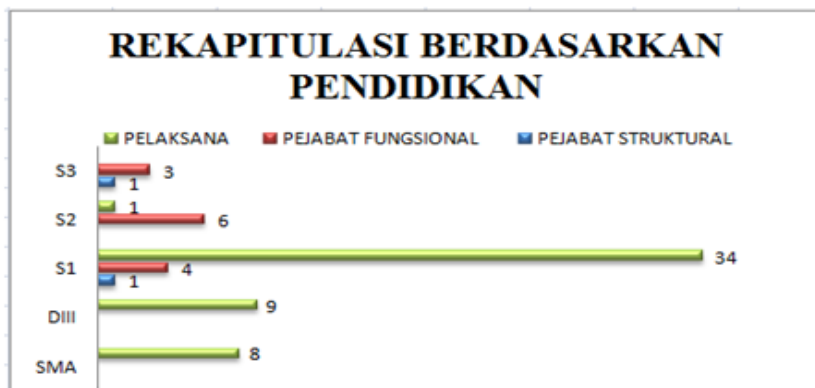 REKAPITULASI BERDASARKAN
PENDIDIKAN
PELAKSANA PEJABAT FUNGSIONAL PEJABAT STRUKTURAL
S3 3
1
1
S2 6
34
S1 4
1
DIII 9
SMA 8